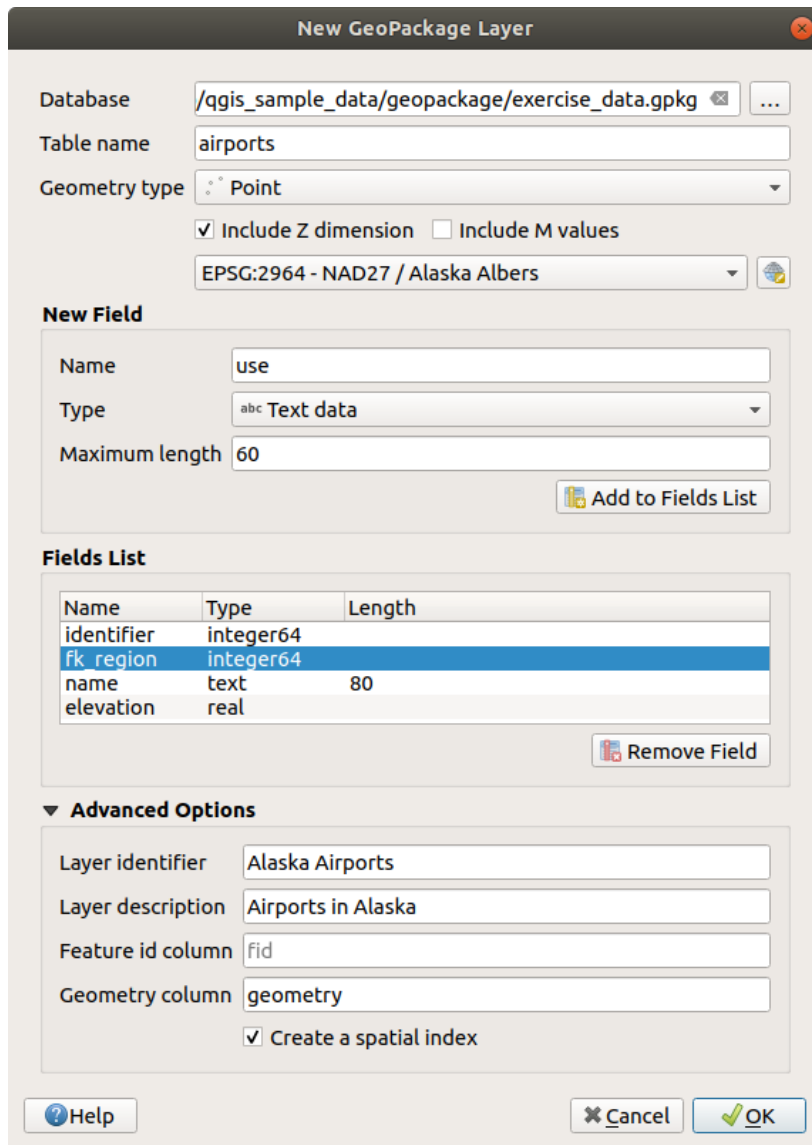 New GeoPackage Layer
Database /qgis_sample_data/geopackage/exercise_data.gpkg ...
Table name airports
Geometry type Point
Include Z dimension Include M values
EPSG:2964 - NAD27 / Alaska Albers
New Field
Name use
Type abc Text data
Maximum length 60
Add to Fields List
Fields List
Name Type Length
identifier integer64
fk_region integer64
name text 80
elevation real
Remove Field
Advanced Options
Layer identifier Alaska Airports
Layer description Airports in Alaska
Feature id column fid
Geometry column geometry
Create a spatial index
Help Cancel OK